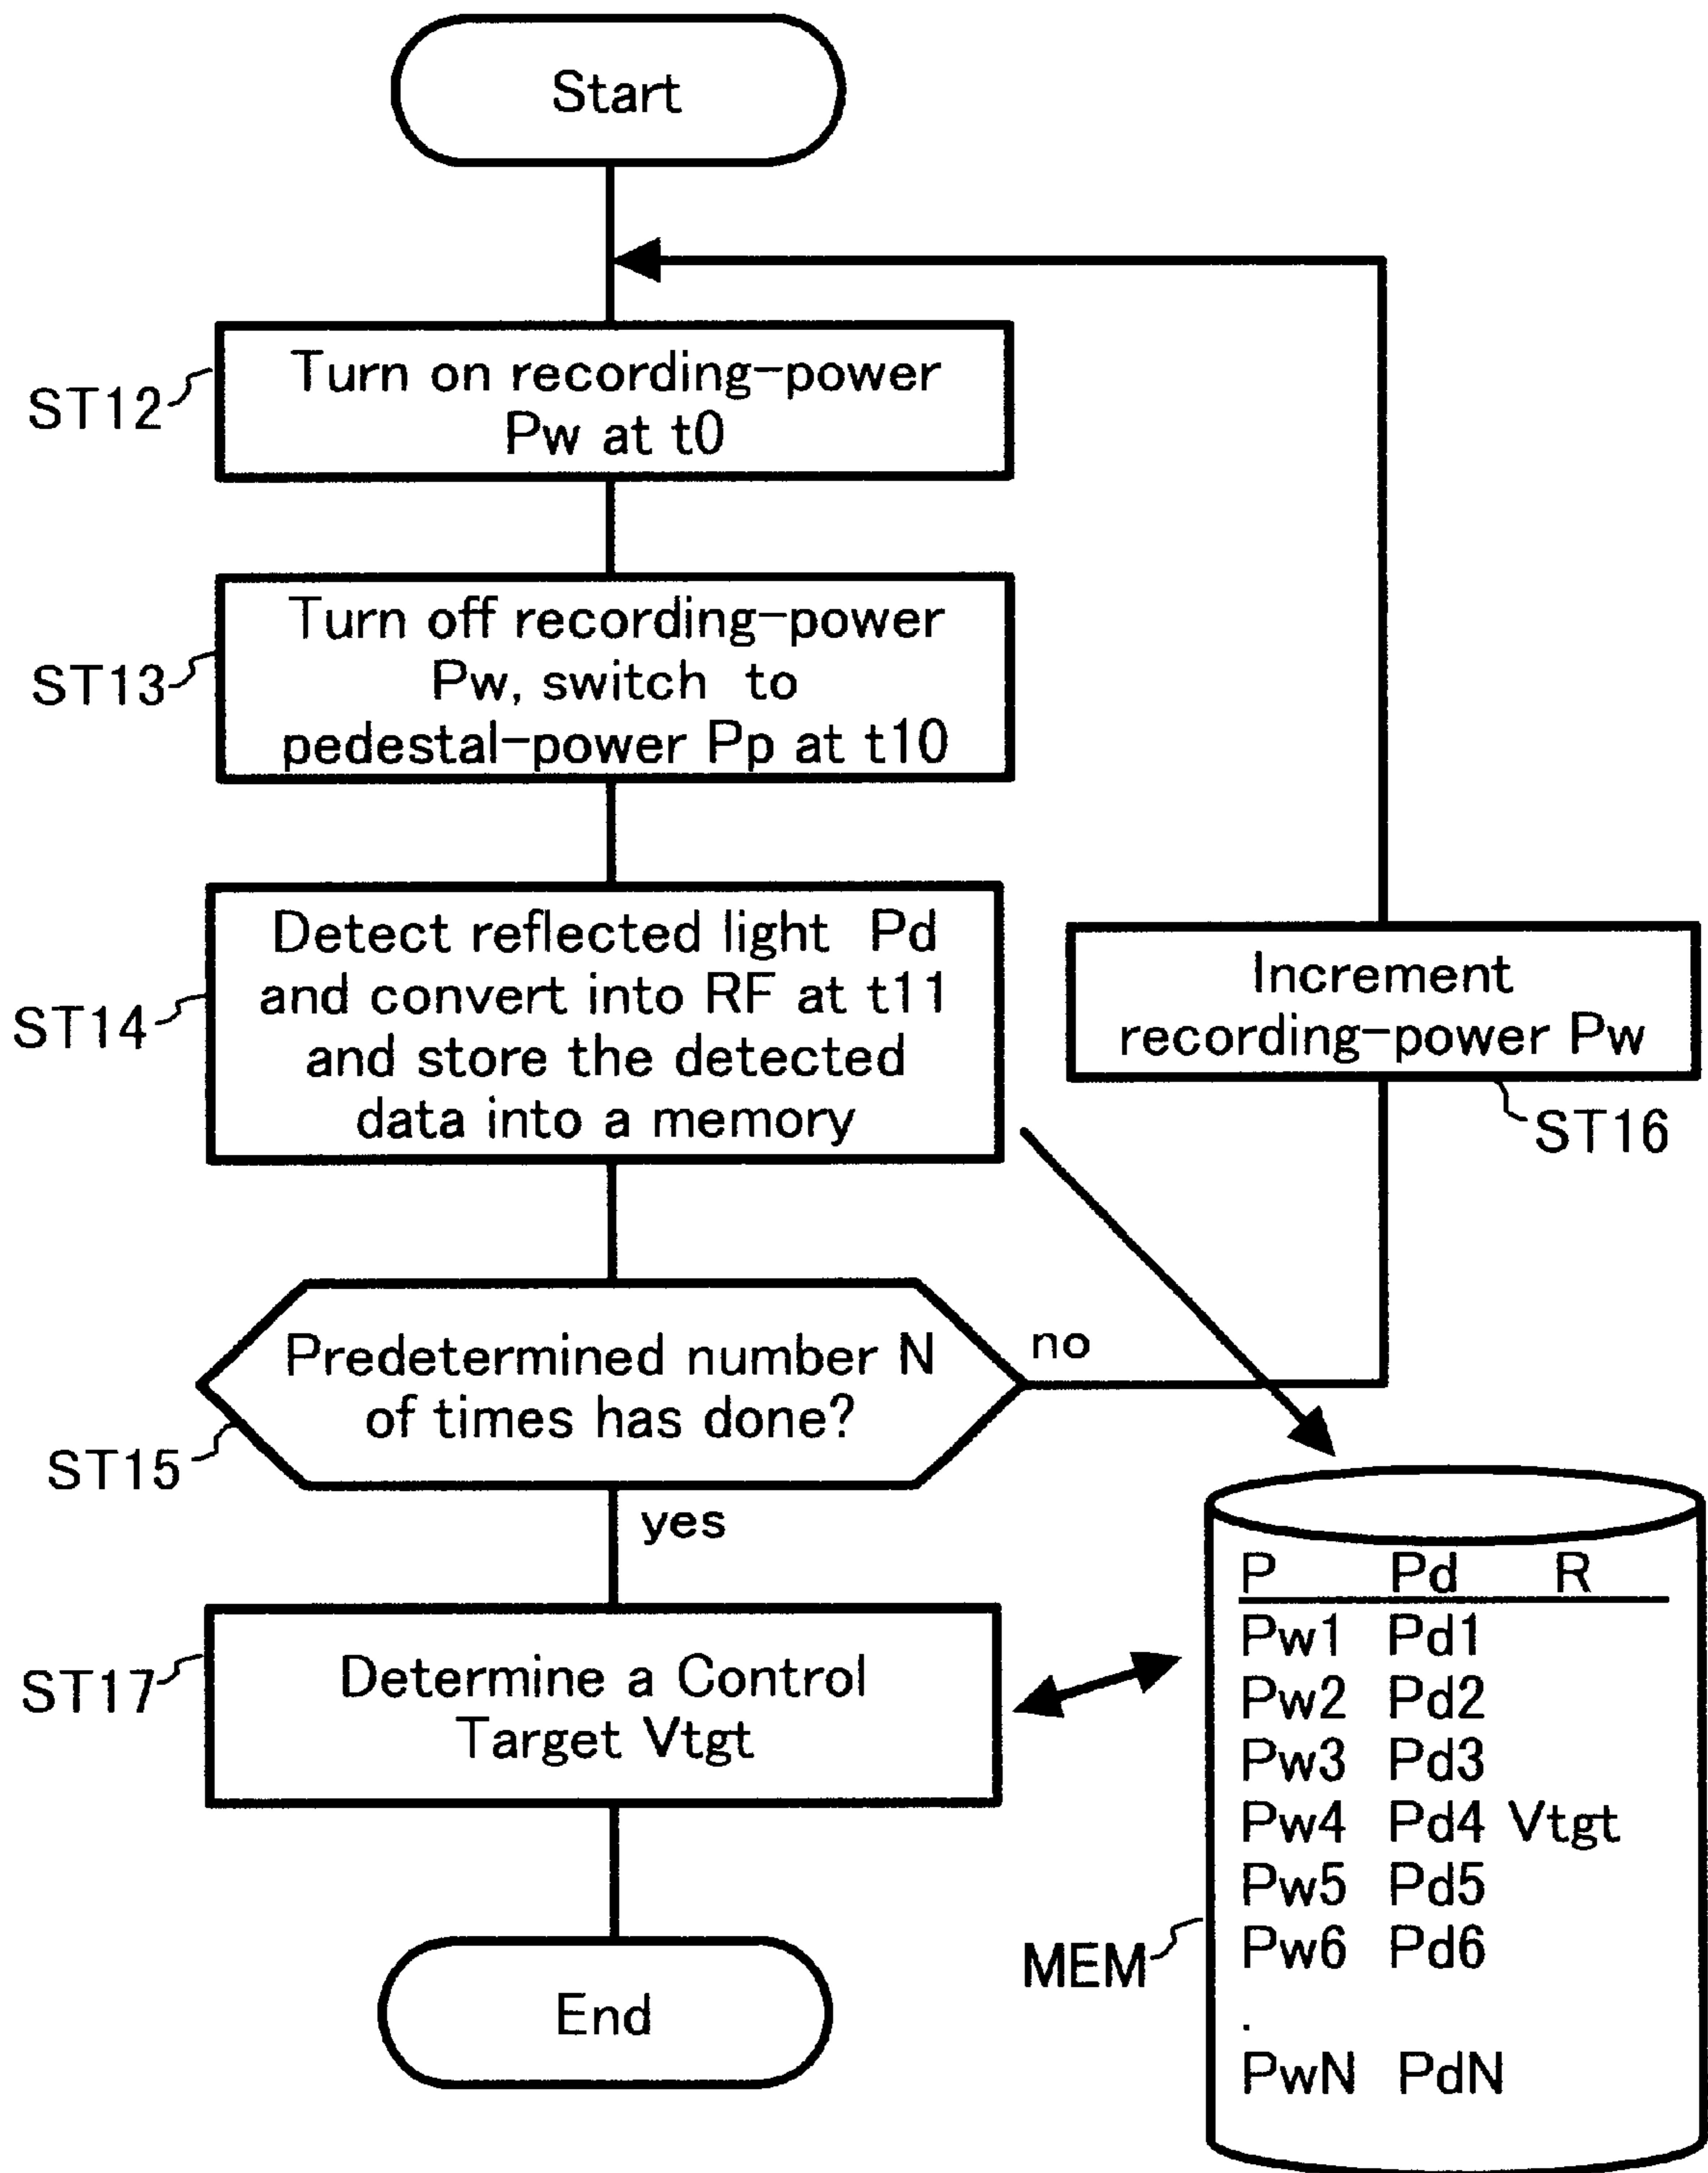 Start
ST12
Turn on recording-power
Pw at t0
ST13
Turn off recording-power
Pw, switch to
pedestal-power Pp at t10
ST14
Detect reflected light Pd
and convert into RF at t11
and store the detected
data into a memory
Increment
recording-power Pw
ST16
ST15
Predetermined number N
of times has done?
no
yes
ST17
Determine a Control
Target Vtgt
End
MEM
P Pd R
Pw1 Pd1
Pw2 Pd2
Pw3 Pd3
Pw4 Pd4 Vtgt
Pw5 Pd5
Pw6 Pd6
.
PwN PdN